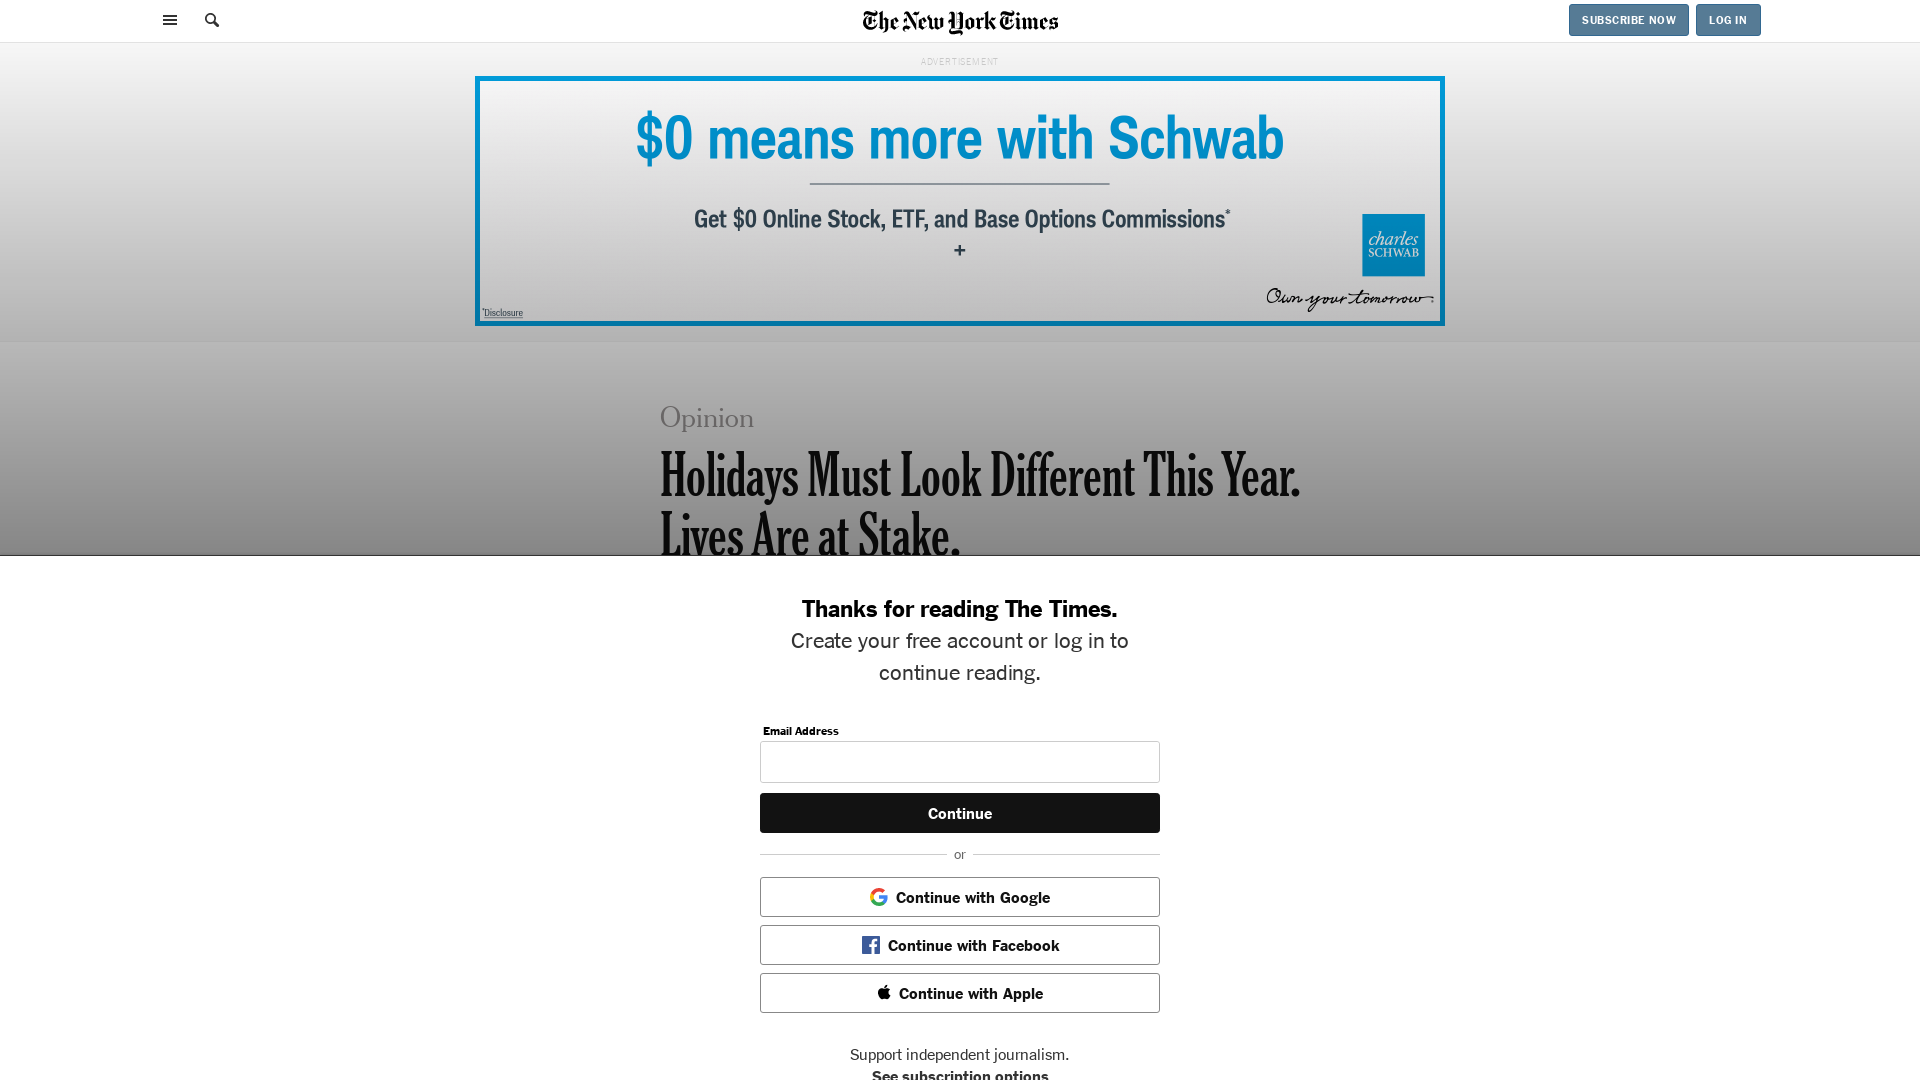 The New York Times
SUBSCRIBE NOW
LOG IN
ADVERTISEMENT
$0 means more with Schwab
Get $0 Online Stock, ETF, and Base Options Commissions*
+
charles
SCHWAB
Own your tomorrow®
*Disclosure
Opinion
Holidays Must Look Different This Year.
Lives Are at Stake.
Thanks for reading The Times.
Create your free account or log in to
continue reading.
Email Address
Continue
or
Continue with Google
Continue with Facebook
Continue with Apple
Support independent journalism.
See subscription options